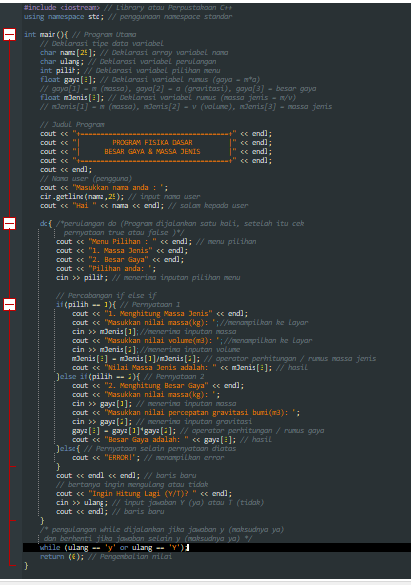 #include <iostream> // Library atau Perpustakaan C++
using namespace std; // penggunaan namespace standar
int main(){ // Program Utama
// Deklarasi tipe data variabel
char nama[25]; // Deklarasi array variabel nama
char ulang; // Deklarasi variabel perulangan
int pilih; // Deklarasi variabel pilihan menu
float gaya[3]; // Deklarasi variabel rumus (gaya = m*a)
// gaya[1] = m (massa), gaya[2] = a (gravitasi), gaya[3] = besar gaya
float mJenis[3]; // Deklarasi variabel rumus (massa jenis = m/v)
// mJenis[1] = m (massa), mJenis[2] = v (volume), mJenis[3] = massa jenis
// Judul Program
cout << "+=====================================+" << endl;
cout << "|        PROGRAM FISIKA DASAR         |" << endl;
cout << "|      BESAR GAYA & MASSA JENIS       |" << endl;
cout << "+=====================================+" << endl;
cout << endl;
// Nama user (pengguna)
cout << "Masukkan nama anda : ";
cin.getline(nama,25); // input nama user
cout << "Hai " << nama << endl; // salam kepada user
do{ /*perulangan do (Program dijalankan satu kali, setelah itu cek
pernyataan true atau false )*/
cout << "Menu Pilihan : " << endl; // menu pilihan
cout << "1. Massa Jenis" << endl;
cout << "2. Besar Gaya" << endl;
cout << "Pilihan anda: ";
cin >> pilih; // menerima inputan pilihan menu
// Percabangan if else if
if(pilih == 1){ // Pernyataan 1
cout << "1. Menghitung Massa Jenis" << endl;
cout << "Masukkan nilai massa(kg): ";//menampilkan ke layar
cin >> mJenis[1];//menerima inputan massa
cout << "Masukkan nilai volume(m3): ";//menampilkan ke layar
cin >> mJenis[2];//menerima inputan volume
mJenis[3] = mJenis[1]/mJenis[2]; // operator perhitungan / rumus massa jenis
cout << "Nilai Massa Jenis adalah: " << mJenis[3]; // hasil
}else if(pilih == 2){ // Pernyataan 2
cout << "2. Menghitung Besar Gaya" << endl;
cout << "Masukkan nilai massa(kg): ";
cin >> gaya[1]; // menerima inputan massa
cout << "Masukkan nilai percepatan gravitasi bumi(m3): ";
cin >> gaya[2]; // menerima inputan gravitasi
gaya[3] = gaya[1]*gaya[2]; // operator perhitungan / rumus gaya
cout << "Besar Gaya adalah: " << gaya[3]; // hasil
}else{ // Pernyataan selain pernyataan diatas
cout << "ERROR!"; // menampilkan error
}
cout << endl << endl; // baris baru
// bertanya ingin mengulang atau tidak
cout << "Ingin Hitung Lagi (Y/T)? " << endl;
cin >> ulang; // input jawaban Y (ya) atau T (tidak)
cout << endl; // baris baru
}
/* pengulangan while dijalankan jika jawaban y (maksudnya ya)
dan berhenti jika jawaban selain y (maksudnya ya) */
while (ulang == 'y' or ulang == 'Y');
return (0); // Pengembalian nilai
}